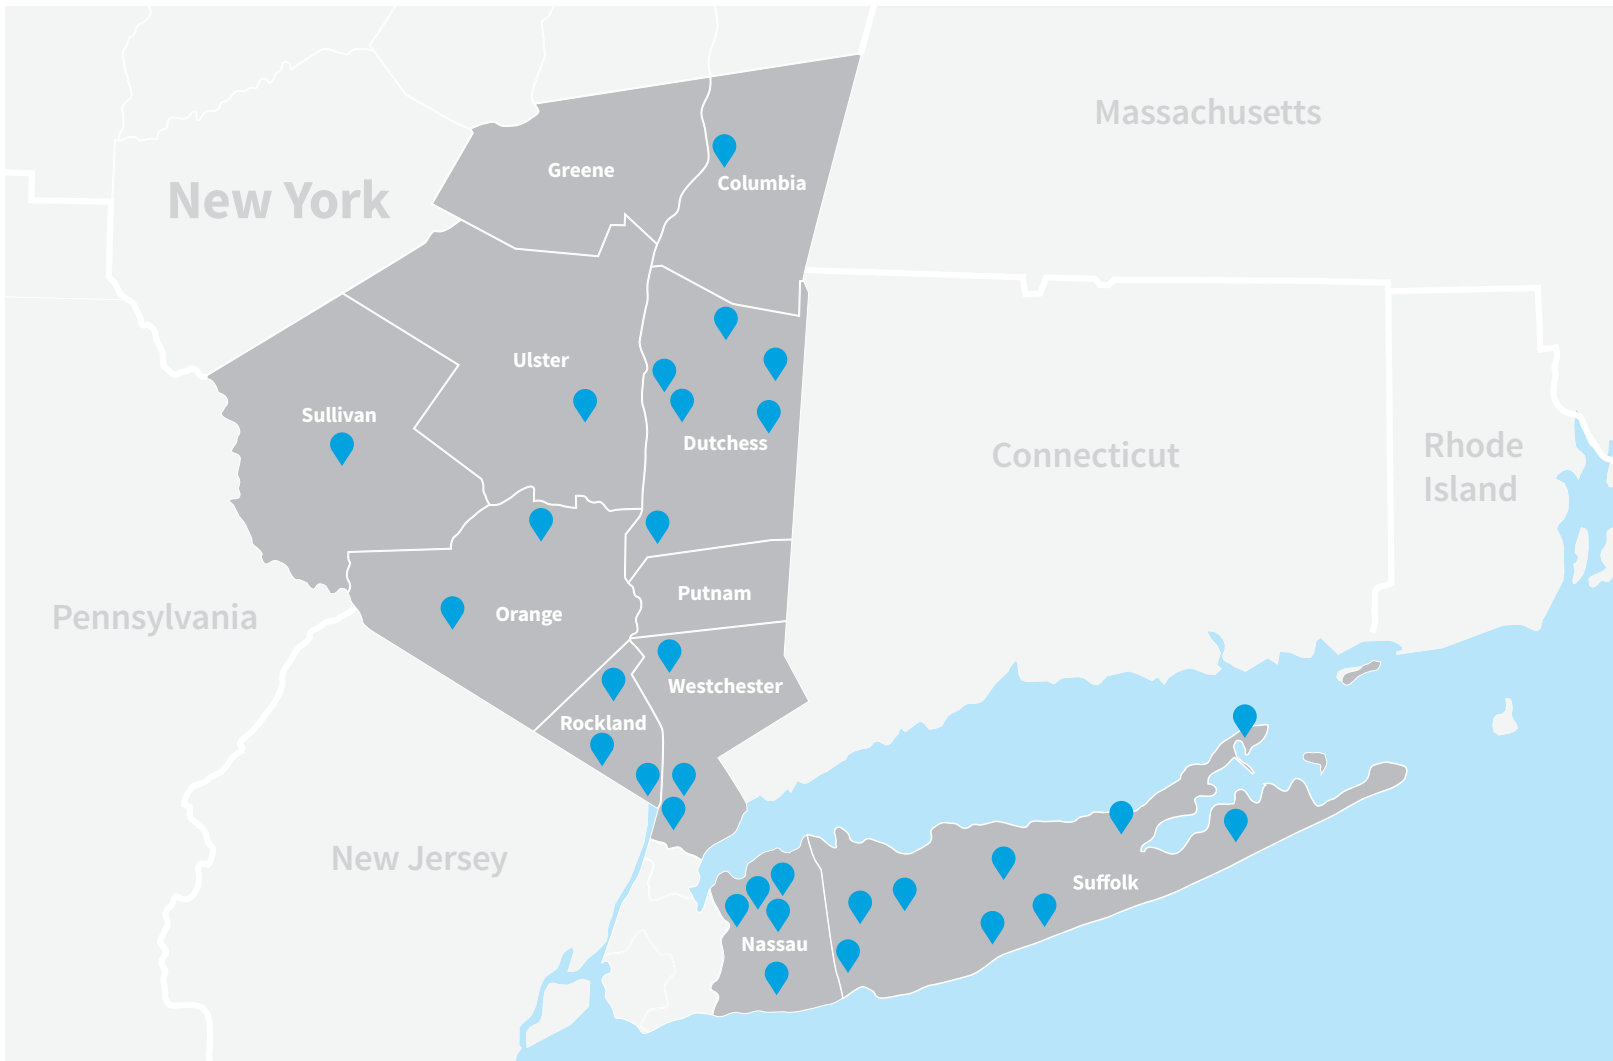 Massachusetts
Greene
Columbia
New York
Ulster
Sullivan
Dutchess
Connecticut
Rhode
Island
Putnam
Pennsylvania
Orange
Westchester
Rockland
New Jersey
Suffolk
Nassau